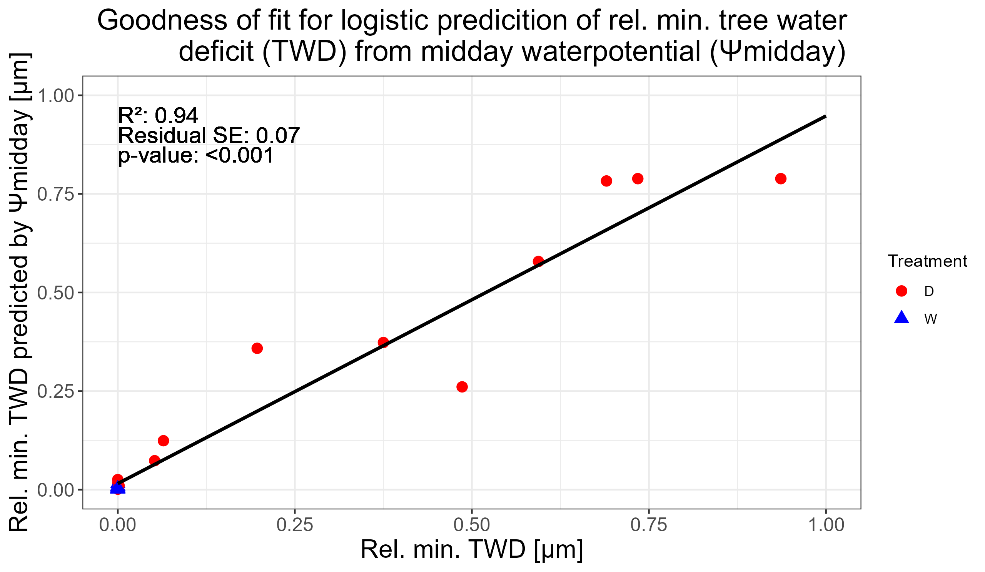 Goodness of fit for logistic predicition of rel. min. tree water
deficit (TWD) from midday waterpotential (Ψmidday)
Rel. min. TWD predicted by Ψmidday [µm]
1.00
0.75
0.50
0.25
0.00
R²: 0.94
Residual SE: 0.07
p-value: <0.001
0.00
0.25
0.50
0.75
1.00
Rel. min. TWD [µm]
Treatment
D
W